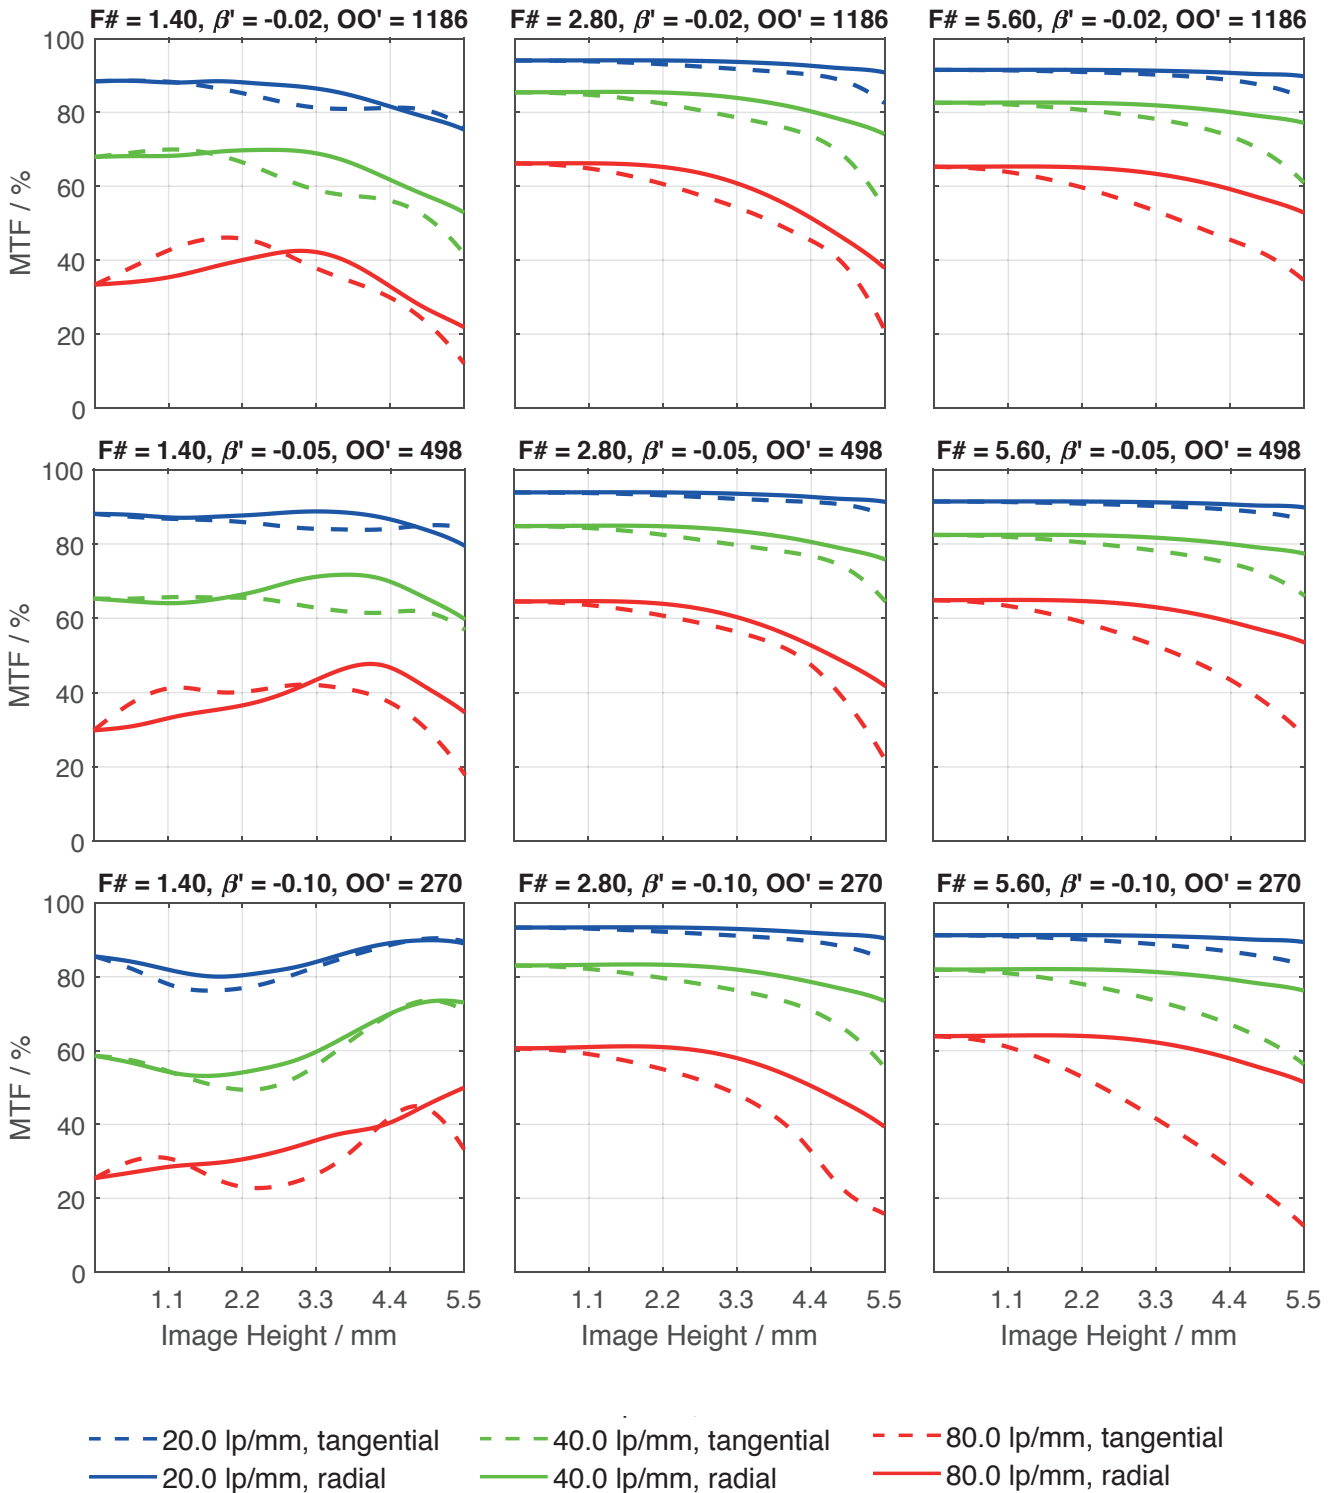 F# = 1.40, β' = -0.02, OO' = 1186
F# = 2.80, β' = -0.02, OO' = 1186
F# = 5.60, β' = -0.02, OO' = 1186
100
80
60
40
20
0
MTF / %
F# = 1.40, β' = -0.05, OO' = 498
F# = 2.80, β' = -0.05, OO' = 498
F# = 5.60, β' = -0.05, OO' = 498
100
80
60
40
20
0
MTF / %
F# = 1.40, β' = -0.10, OO' = 270
F# = 2.80, β' = -0.10, OO' = 270
F# = 5.60, β' = -0.10, OO' = 270
100
80
60
40
20
0
MTF / %
1.1 2.2 3.3 4.4 5.5
1.1 2.2 3.3 4.4 5.5
1.1 2.2 3.3 4.4 5.5
Image Height / mm
Image Height / mm
Image Height / mm
20.0 lp/mm, tangential
40.0 lp/mm, tangential
80.0 lp/mm, tangential
20.0 lp/mm, radial
40.0 lp/mm, radial
80.0 lp/mm, radial